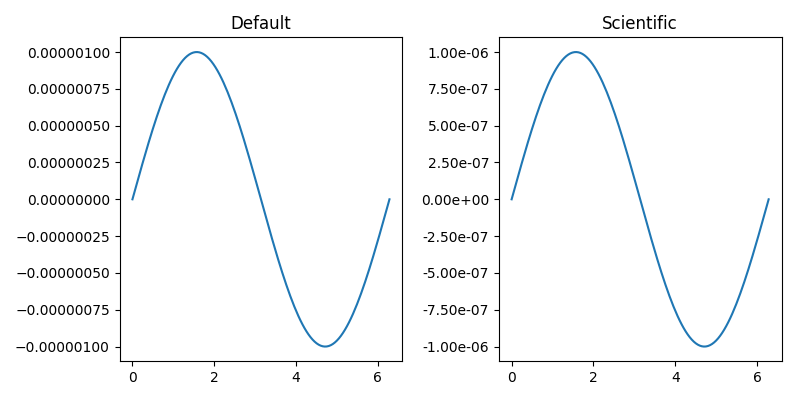 Default
0.00000100
0.00000075
0.00000050
0.00000025
0.00000000
−0.00000025
−0.00000050
−0.00000075
−0.00000100
0 2 4 6
Scientific
1.00e-06
7.50e-07
5.00e-07
2.50e-07
0.00e+00
-2.50e-07
-5.00e-07
-7.50e-07
-1.00e-06
0 2 4 6